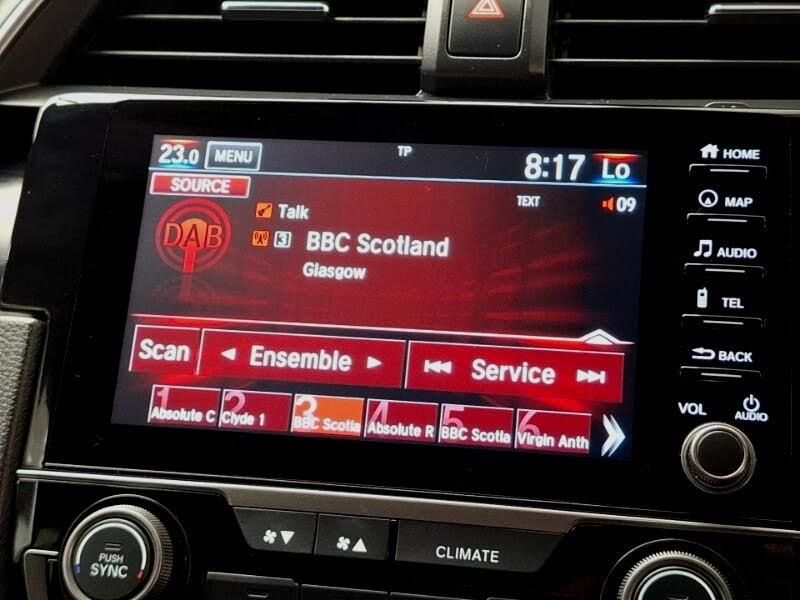 23.0 MENU TP 8:17 Lo
SOURCE TEXT 09
DAB Talk
3 BBC Scotland
Glasgow
Scan Ensemble Service
1 2 3 4 5 6
Absolute C Clyde 1 BBC Scotla Absolute R BBC Scotla Virgin Anth
HOME
MAP
AUDIO
TEL
BACK
VOL AUDIO
PUSH
SYNC
CLIMATE